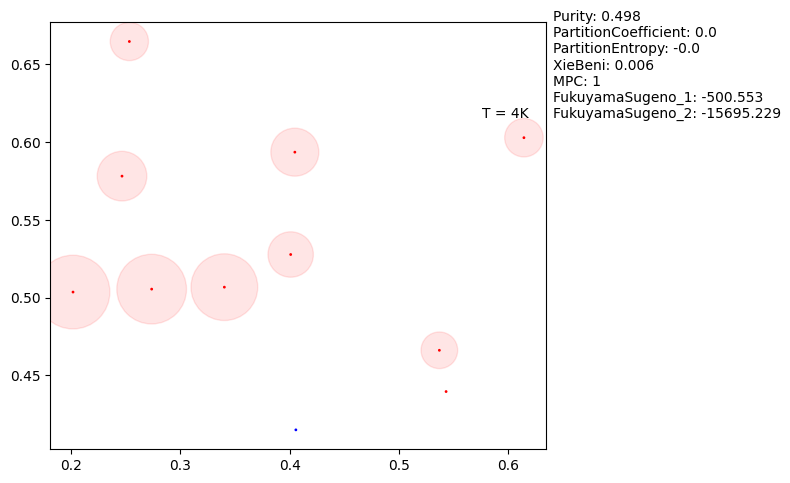 Purity: 0.498
PartitionCoefficient: 0.0
PartitionEntropy: -0.0
XieBeni: 0.006
MPC: 1
FukuyamaSugeno_1: -500.553
FukuyamaSugeno_2: -15695.229
T = 4K
0.65
0.60
0.55
0.50
0.45
0.2 0.3 0.4 0.5 0.6